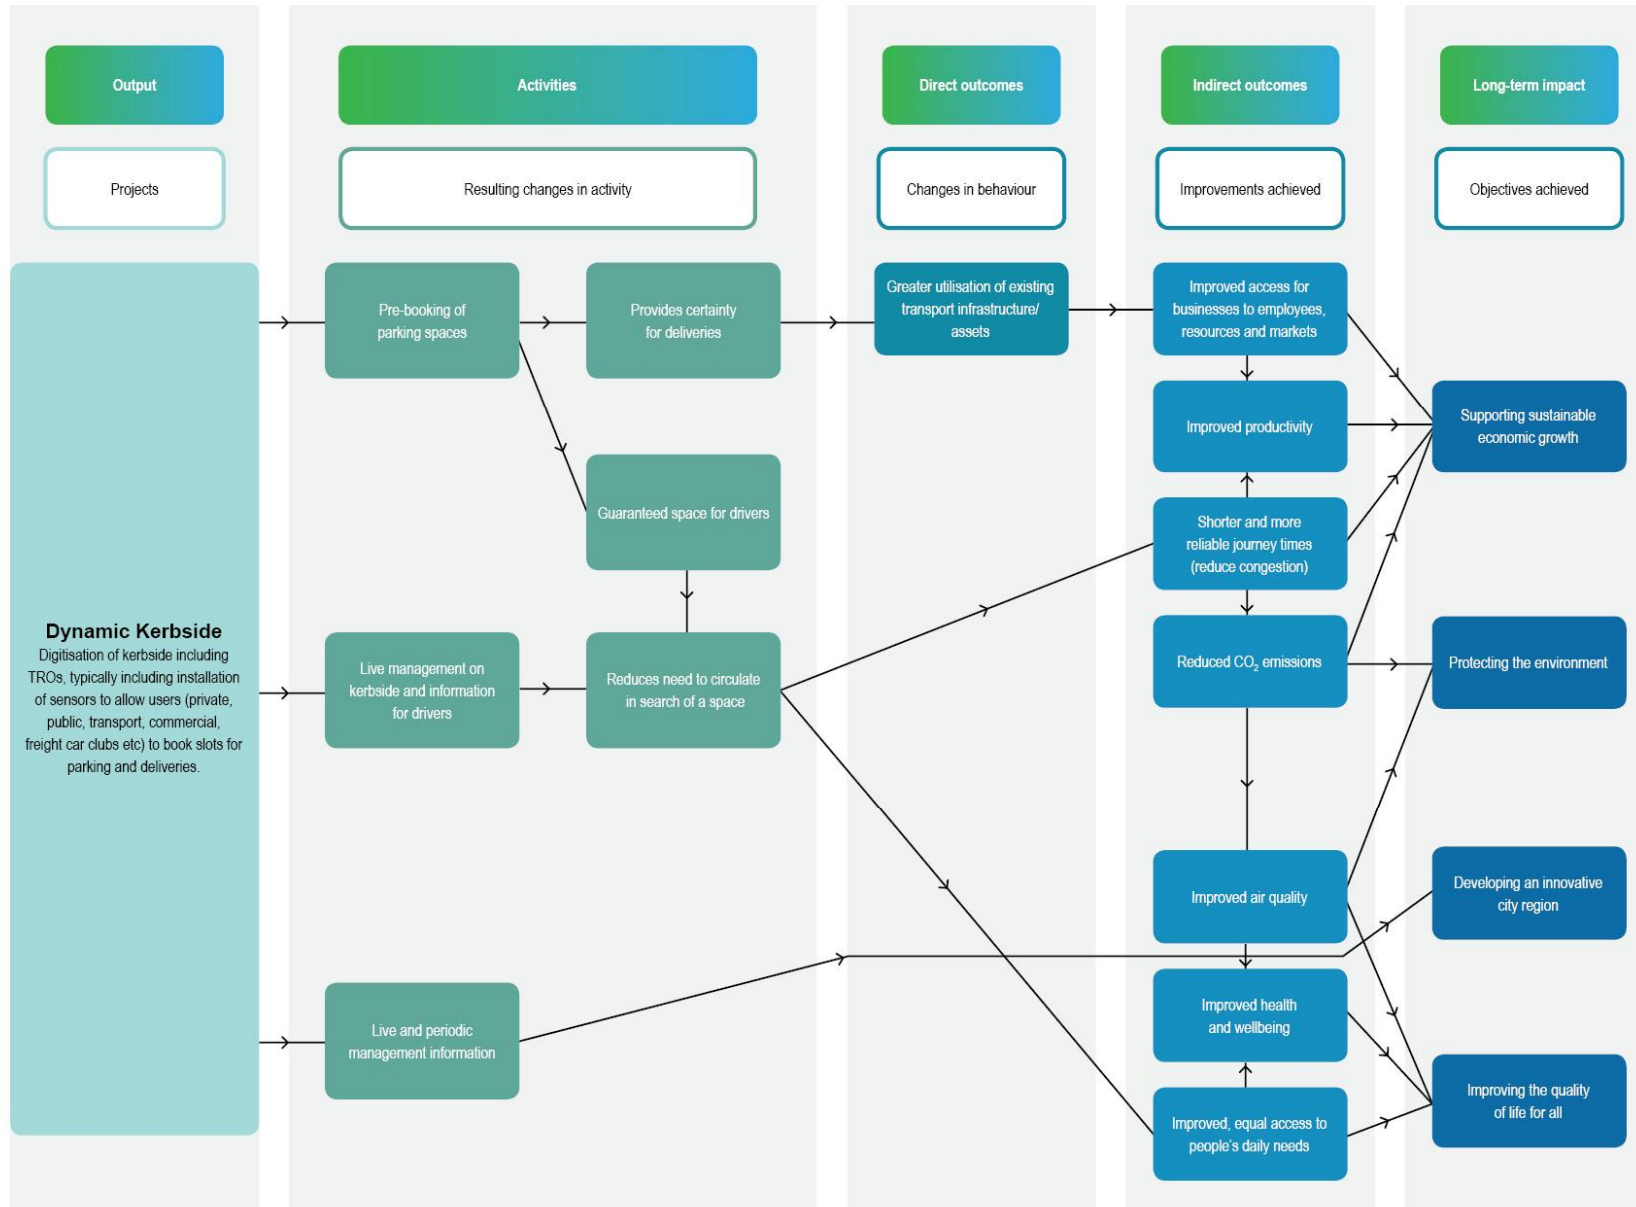 Output
Activities
Direct outcomes
Indirect outcomes
Long-term impact
Projects
Resulting changes in activity
Changes in behaviour
Improvements achieved
Objectives achieved
Dynamic Kerbside
Digitisation of kerbside including
TROs, typically including installation
of sensors to allow users (private,
public, transport, commercial,
freight car clubs etc) to book slots for
parking and deliveries.
Pre-booking of
parking spaces
Provides certainty
for deliveries
Guaranteed space for drivers
Live management on
kerbside and information
for drivers
Reduces need to circulate
in search of a space
Live and periodic
management information
Greater utilisation of existing
transport infrastructure/
assets
Improved access for
businesses to employees,
resources and markets
Improved productivity
Shorter and more
reliable journey times
(reduce congestion)
Reduced CO₂ emissions
Improved air quality
Improved health
and wellbeing
Improved, equal access to
people's daily needs
Supporting sustainable
economic growth
Protecting the environment
Developing an innovative
city region
Improving the quality
of life for all